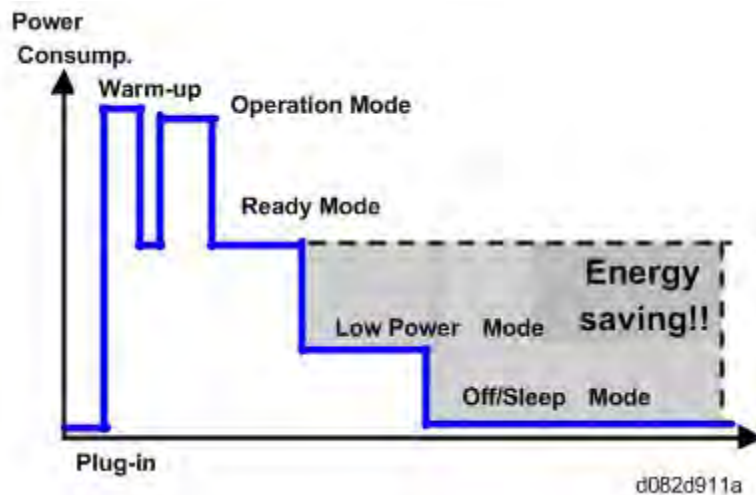 Power
Consump.
Warm-up
Operation Mode
Ready Mode
Energy
saving!!
Low Power Mode
Off/Sleep Mode
Plug-in
d082d911a